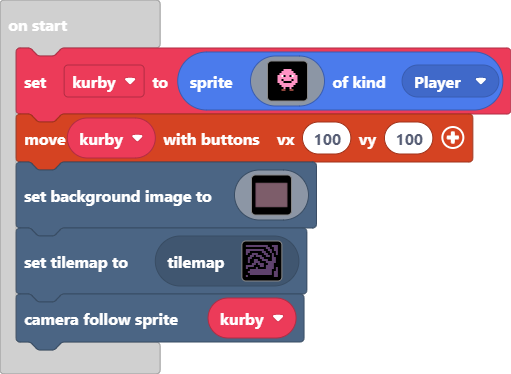 on start
set kurby to sprite of kind Player
move kurby with buttons vx 100 vy 100
set background image to
set tilemap to tilemap
camera follow sprite kurby